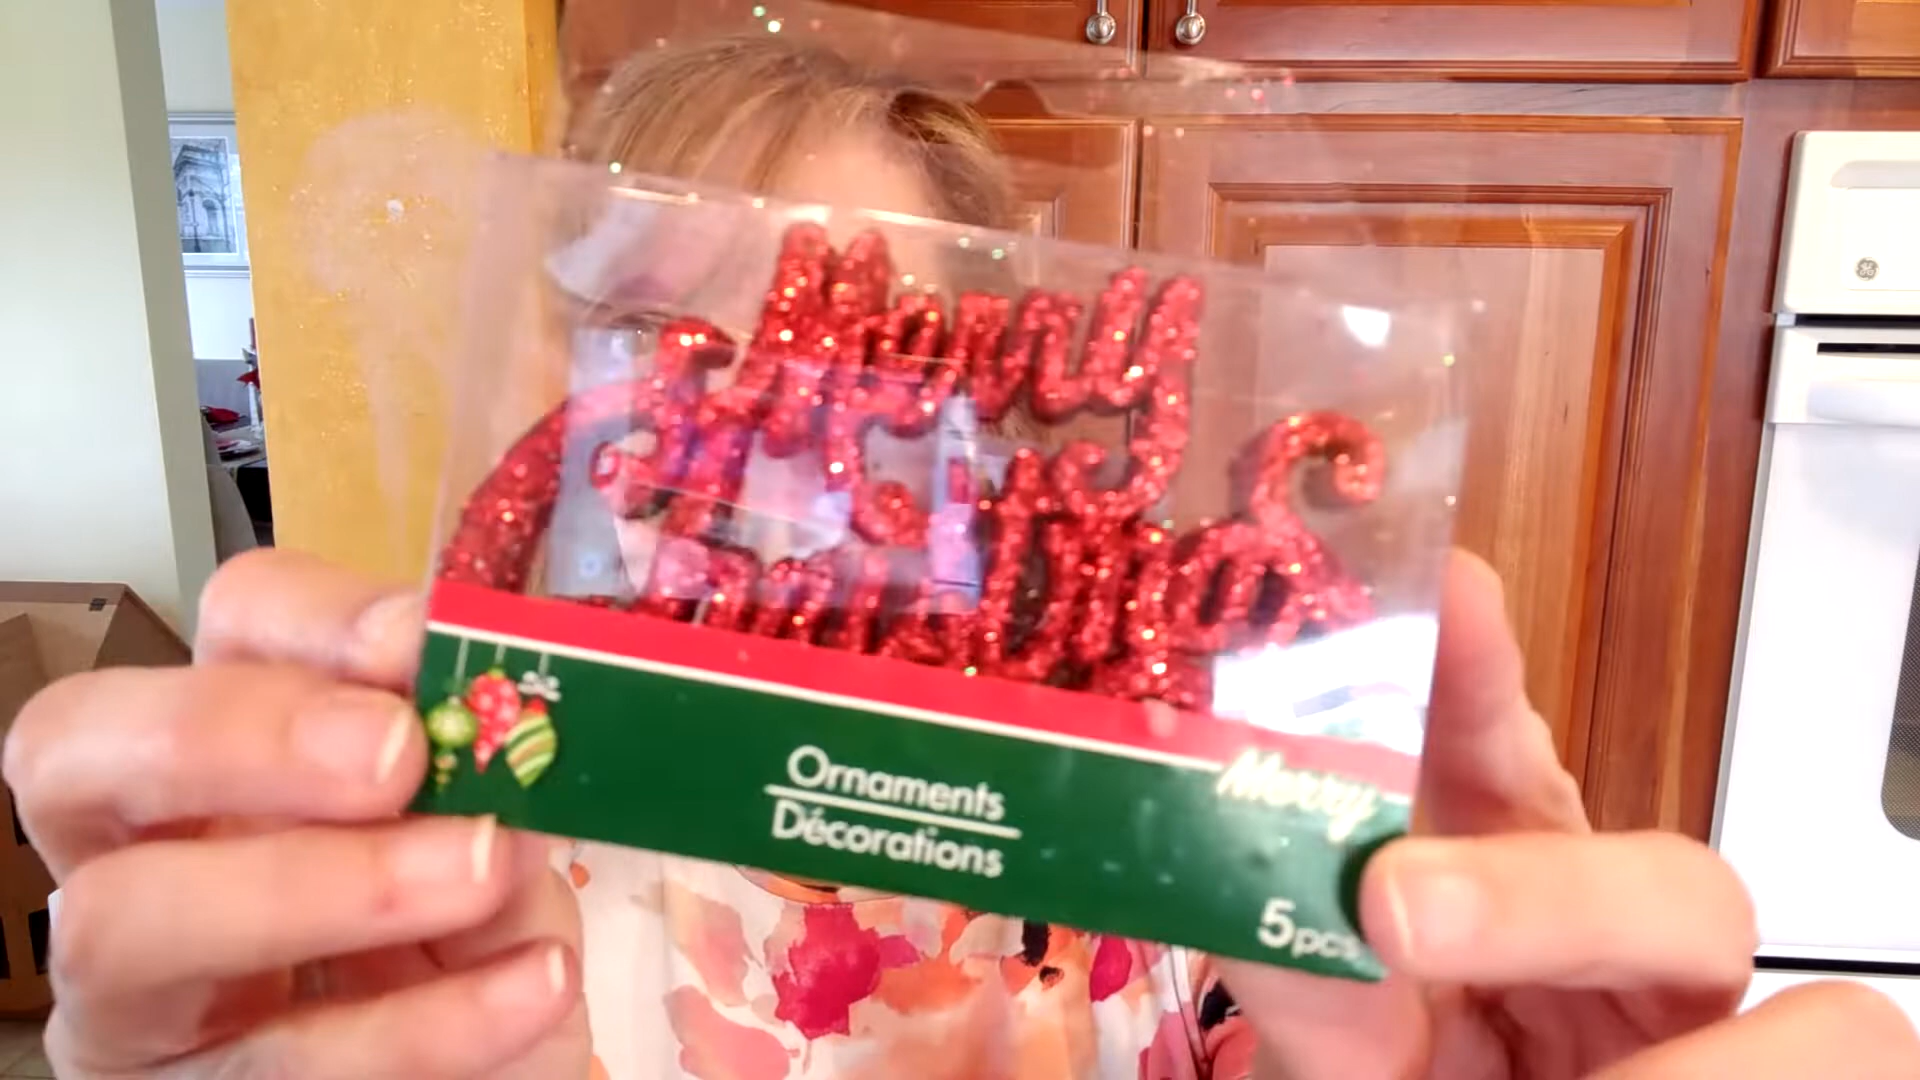 Merry
Christmas
Ornaments
Décorations
Merry
5pcs